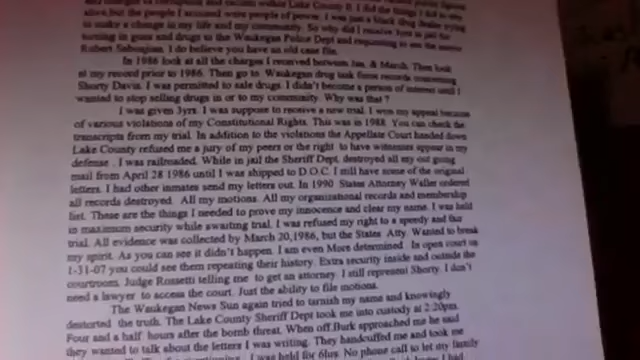 alive but the people I accused were people of power. I was just a black drug dealer trying
to make a change in my life and my community. So why did I receive 3yrs in jail for
turning in guns and drugs to the Waukegan Police Dept and requesting to see the mayor
Robert Sabonjian. I do believe you have an old case file.
In 1986 look at all the charges I received between Jan, & March. Then look
at my record prior to 1986. Then go to Waukegan drug task force records concerning
Shorty Davis. I was permitted to sale drugs. I didn't become a person of interest until I
wanted to stop selling drugs in or to my community. Why was that ?
I was given 3yrs. I was suppose to receive a new trial. I won my appeal because
of various violations of my Constitutional Rights. This was in 1988. You can check the
transcripts from my trial. In addition to the violations the Appellate Court handed down
Lake County refused me a jury of my peers or the right to have witnesses appear in my
defense . I was railroaded. While in jail the Sheriff Dept. destroyed all my out going
mail from April 28 1986 until I was shipped to D.O.C. I still have some of the original
letters. I had other inmates send my letters out. In 1990 States Attorney Waller ordered
all records destroyed. All my motions. All my organizational records and membership
list. These are the things I needed to prove my innocence and clear my name. I was held
in maximum security while awaiting trial. I was refused my right to a speedy and fair
trial. All evidence was collected by March 20,1986, but the States Atty. Wanted to break
my spirit. As you can see it didn't happen. I am even More determined. In open court on
1-31-07 you could see them repeating their history. Extra security inside and outside the
courtroom. Judge Rossetti telling me to get an attorney. I still represent Shorty. I don't
need a lawyer to access the court. Just the ability to file motions.
The Waukegan News Sun again tried to tarnish my name and knowingly
destorted the truth. The Lake County Sheriff Dept took me into custody at 2:20pm.
Four and a half hours after the bomb threat. When off.Burk approached me he said
they wanted to talk about the letters I was writing. They handcuffed me and took me
I was held for 6hrs. No phone call to let my family